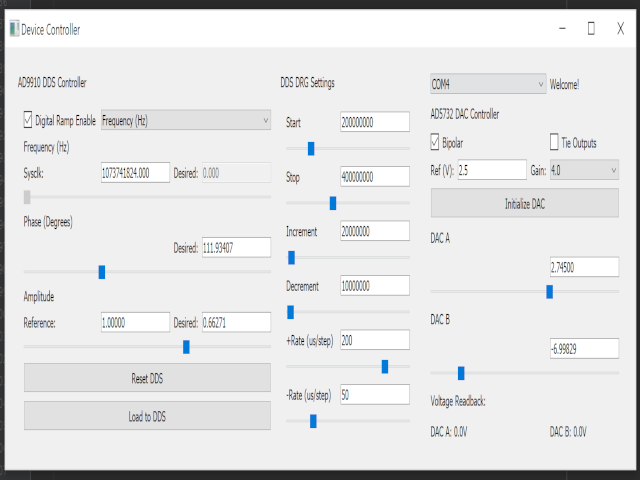 Device Controller
AD9910 DDS Controller
Digital Ramp Enable
Frequency (Hz)
Frequency (Hz)
Sysclk:
1073741824.000
Desired:
0.000
Phase (Degrees)
Desired:
111.93407
Amplitude
Reference:
1.00000
Desired:
0.66271
Reset DDS
Load to DDS
DDS DRG Settings
Start
200000000
Stop
400000000
Increment
20000000
Decrement
10000000
+Rate (us/step)
200
-Rate (us/step)
50
COM4
Welcome!
AD5732 DAC Controller
Bipolar
Tie Outputs
Ref (V):
2.5
Gain:
4.0
Initialize DAC
DAC A
2.74500
DAC B
-6.99829
Voltage Readback:
DAC A: 0.0V
DAC B: 0.0V